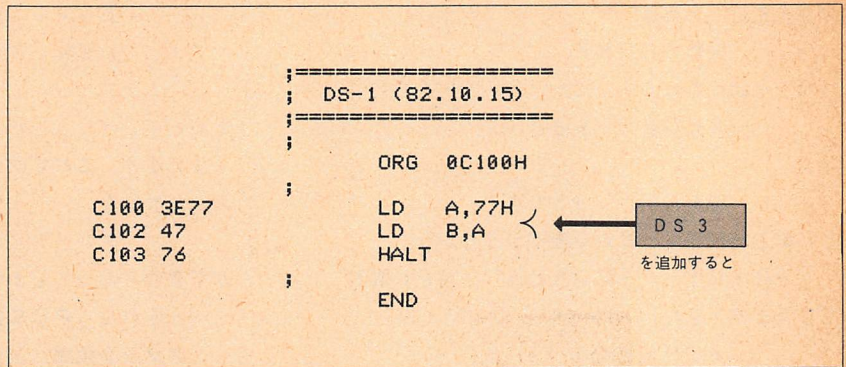 ;===================
;  DS-1 (82.10.15)
;===================
;
ORG 0C100H
;
C100 3E77 LD A,77H
C102 47 LD B,A
DS 3
C103 76 HALT
を追加すると
;
END